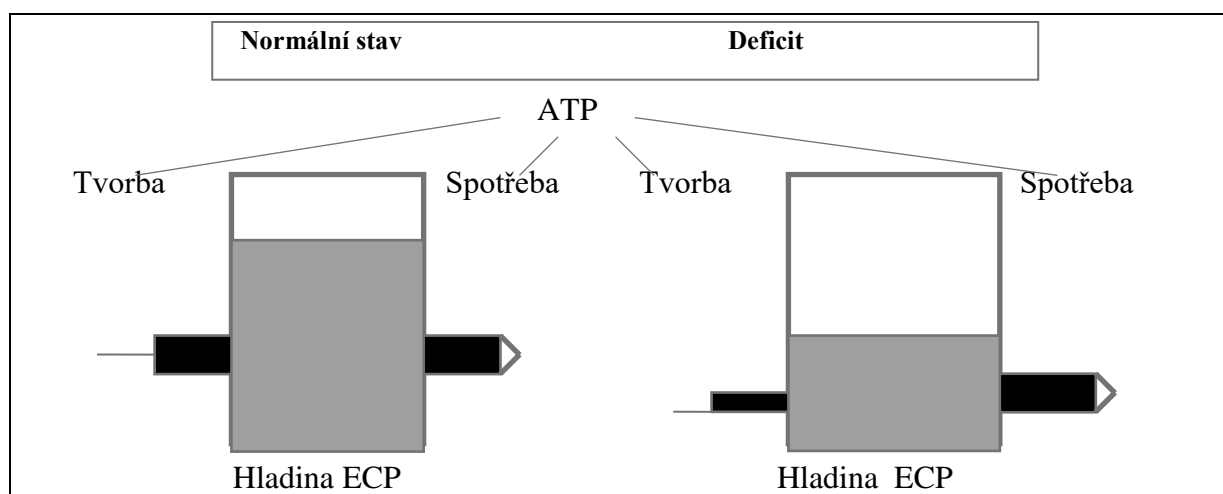 Normální stav Deficit
ATP
Tvorba Spotřeba Tvorba Spotřeba
Hladina ECP Hladina ECP